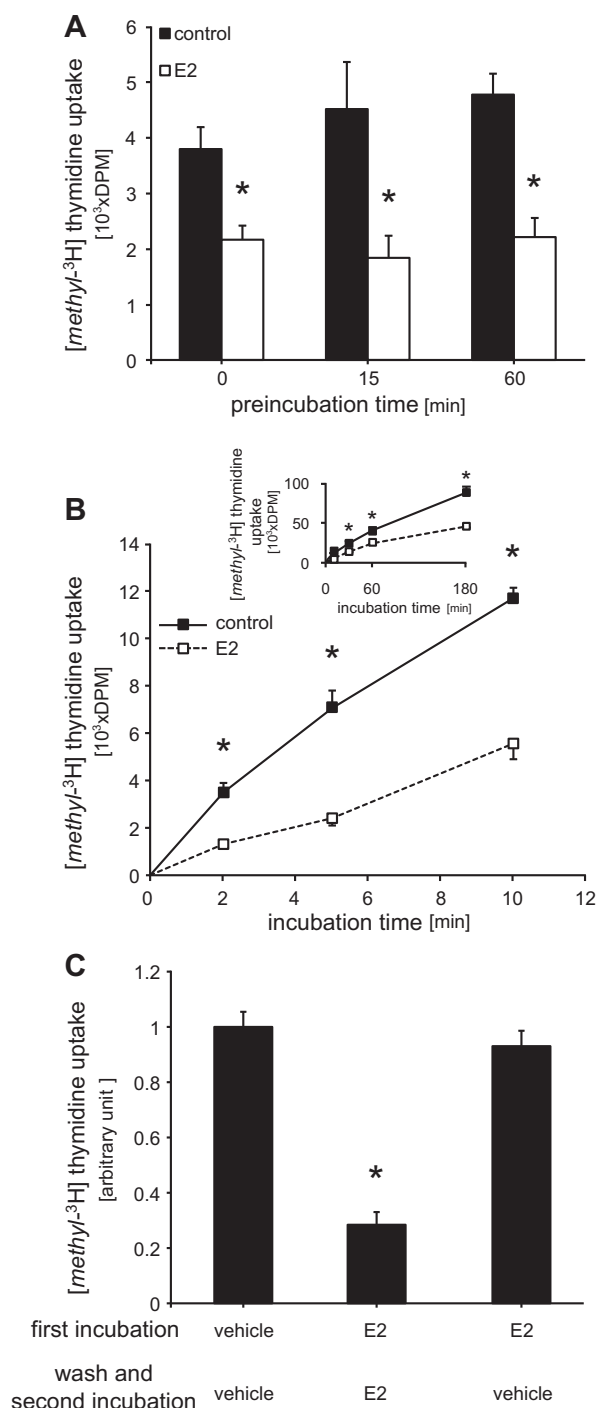 A
control
E2
[methyl-³H] thymidine uptake
[10³xDPM]
6
5
4
3
2
1
0
*
*
*
0 15 60
preincubation time [min]
B
[methyl-³H] thymidine
uptake
[10³xDPM]
100
50
0
*
*
*
0 60 180
incubation time [min]
[methyl-³H] thymidine uptake
[10³xDPM]
14
12
10
8
6
4
2
0
control
E2
*
*
*
0 2 4 6 8 10 12
incubation time [min]
C
[methyl-³H] thymidine uptake
[arbitrary unit ]
1.2
1
0.8
0.6
0.4
0.2
0
*
first incubation vehicle E2 E2
wash and
second incubation vehicle E2 vehicle